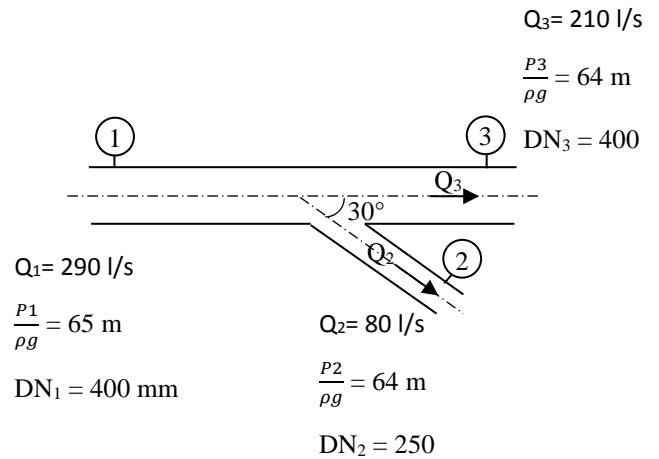 Q₃= 210 l/s
P3/ρg = 64 m
DN₃ = 400
1
3
Q₃
30°
Q₂
2
Q₁= 290 l/s
P1/ρg = 65 m
DN₁ = 400 mm
Q₂= 80 l/s
P2/ρg = 64 m
DN₂ = 250